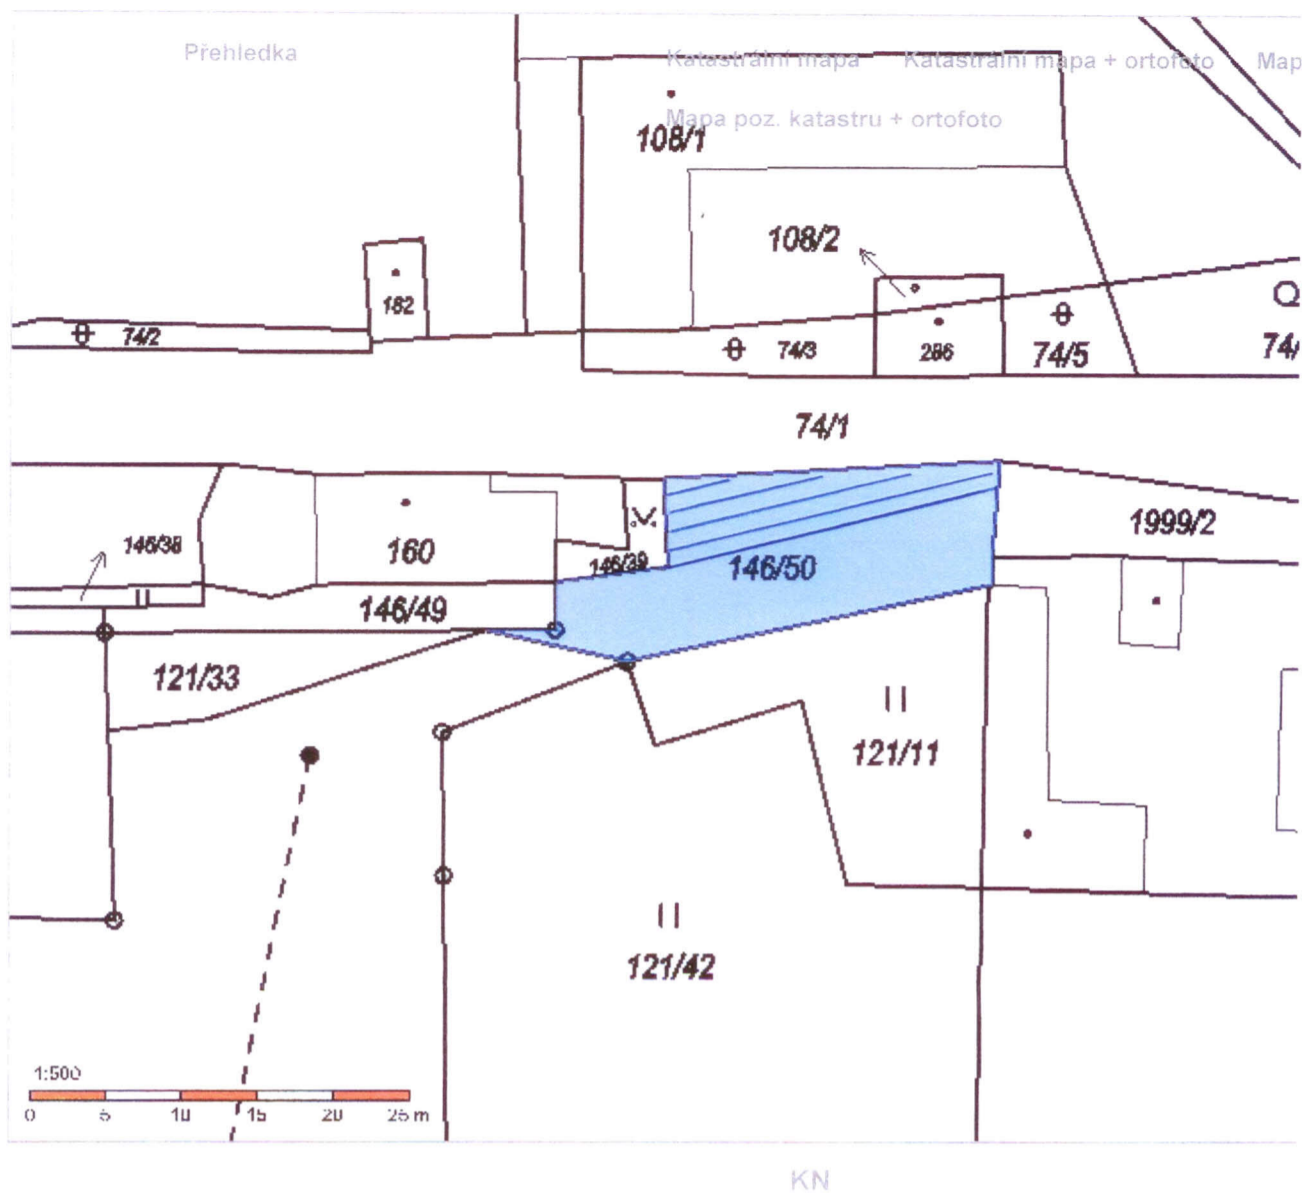 Přehledka
Katastrální mapa
Katastrální mapa + ortofoto
Map
Mapa poz. katastru + ortofoto
108/1
108/2
182
74/2
74/3
286
74/5
74/
74/1
146/38
160
146/39
146/50
1999/2
146/49
121/33
121/11
121/42
1:500
0 5 10 15 20 25 m
KN